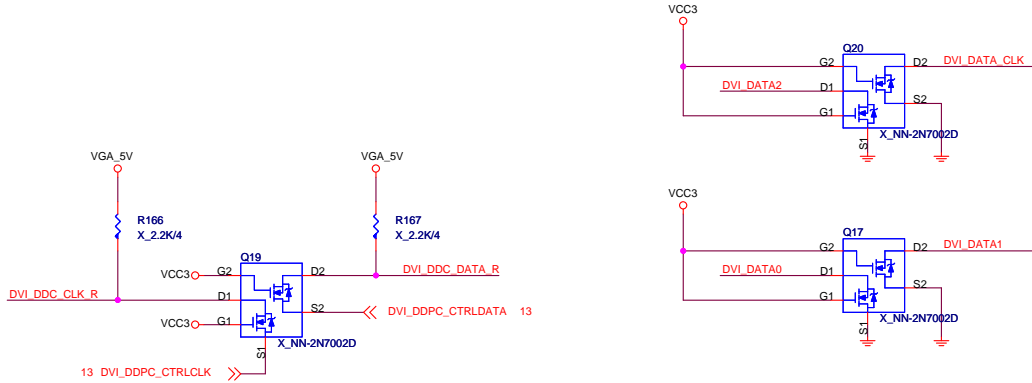 VCC3
Q20
G2
D2
DVI_DATA_CLK
DVI_DATA2
D1
S2
G1
X_NN-2N7002D
S1
VGA_5V
VGA_5V
VCC3
R166
X_2.2K/4
R167
X_2.2K/4
Q17
G2
D2
DVI_DATA1
Q19
VCC3
G2
D2
DVI_DDC_DATA_R
DVI_DATA0
D1
S2
DVI_DDC_CLK_R
D1
G1
S2
DVI_DDPC_CTRLDATA 13
VCC3
G1
X_NN-2N7002D
S1
X_NN-2N7002D
S1
13 DVI_DDPC_CTRLCLK